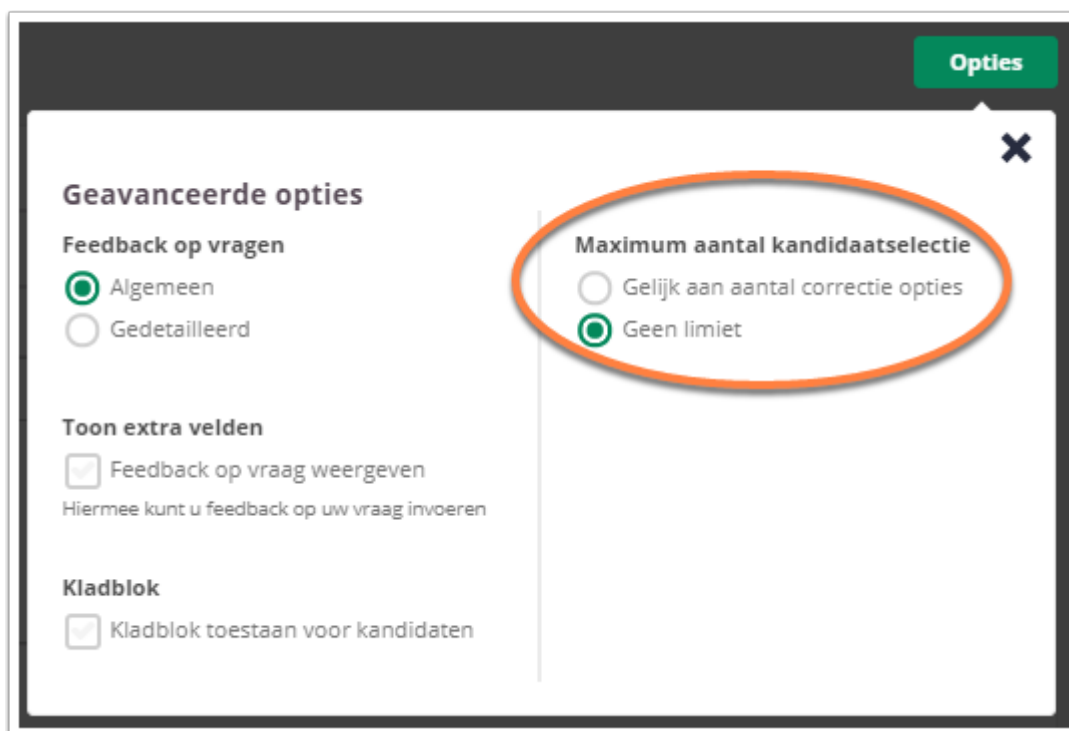 Opties
Geavanceerde opties
Feedback op vragen
Algemeen
Gedetailleerd
Toon extra velden
Feedback op vraag weergeven
Hiermee kunt u feedback op uw vraag invoeren
Kladblok
Kladblok toestaan voor kandidaten
Maximum aantal kandidaatselectie
Gelijk aan aantal correctie opties
Geen limiet